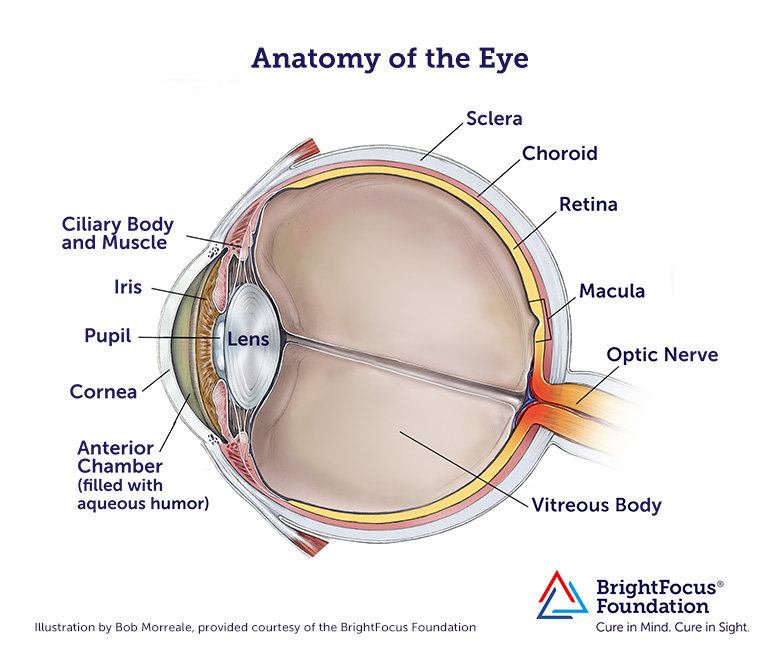 Anatomy of the Eye
Sclera
Choroid
Retina
Ciliary Body
and Muscle
Iris
Macula
Pupil
Lens
Optic Nerve
Cornea
Anterior
Chamber
(filled with
aqueous humor)
Vitreous Body
BrightFocus®
Foundation
Cure in Mind. Cure in Sight.
Illustration by Bob Morreale, provided courtesy of the BrightFocus Foundation